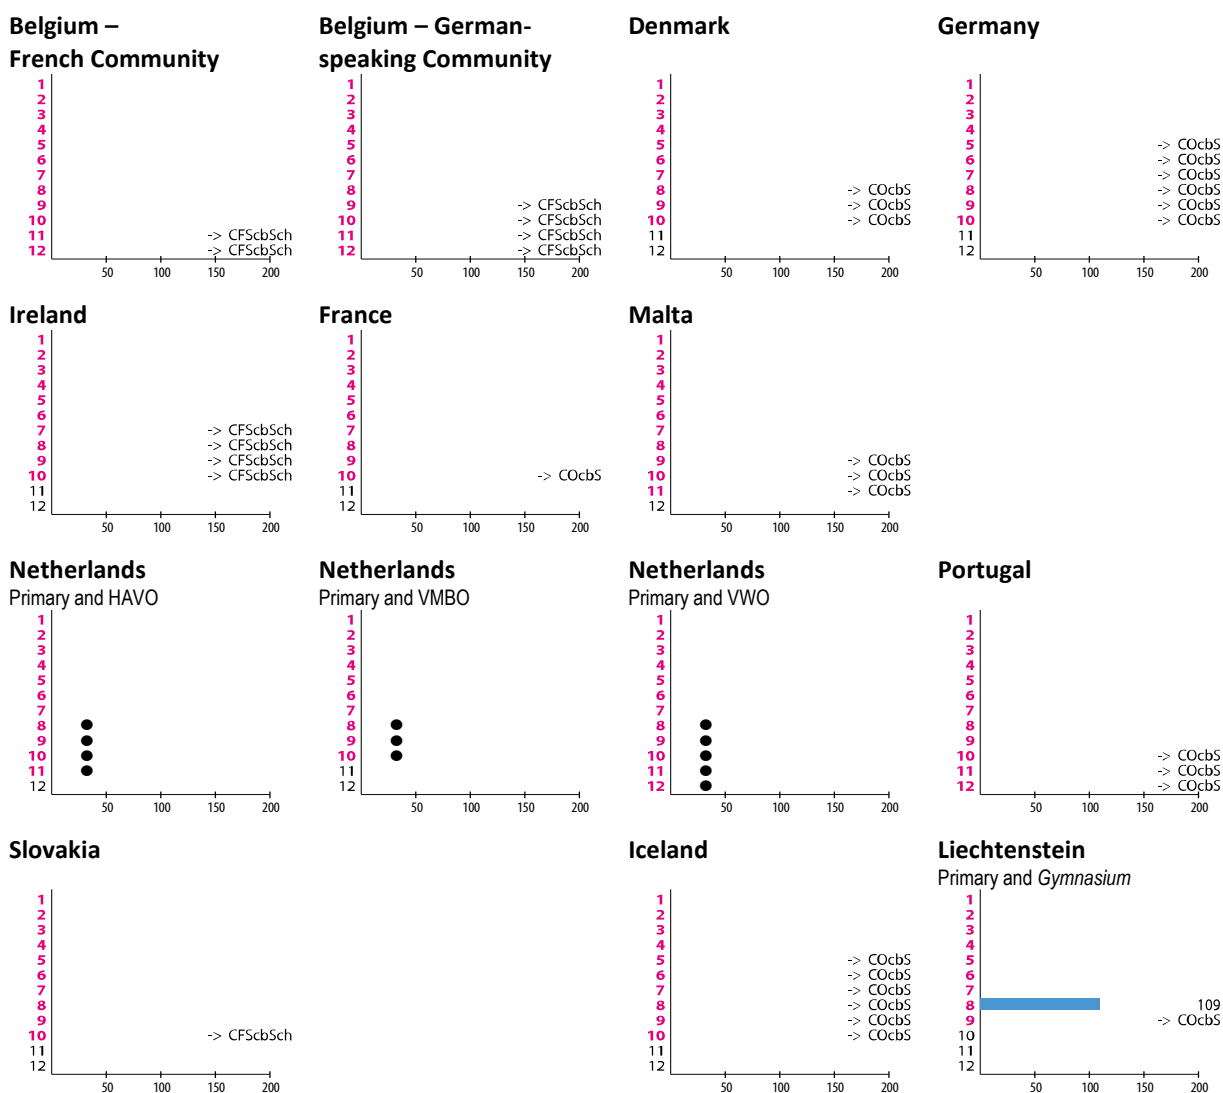 Belgium –
French Community
1
2
3
4
5
6
7
8
9
10
11 -> CFScbSch
12 -> CFScbSch
50 100 150 200
Belgium – German-
speaking Community
1
2
3
4
5
6
7
8
9 -> CFScbSch
10 -> CFScbSch
11 -> CFScbSch
12 -> CFScbSch
50 100 150 200
Denmark
1
2
3
4
5
6
7
8 -> COcbS
9 -> COcbS
10 -> COcbS
11
12
50 100 150 200
Germany
1
2
3
4
5 -> COcbS
6 -> COcbS
7 -> COcbS
8 -> COcbS
9 -> COcbS
10 -> COcbS
11
12
50 100 150 200
Ireland
1
2
3
4
5
6
7 -> CFScbSch
8 -> CFScbSch
9 -> CFScbSch
10 -> CFScbSch
11
12
50 100 150 200
France
1
2
3
4
5
6
7
8
9
10 -> COcbS
11
12
50 100 150 200
Malta
1
2
3
4
5
6
7
8
9 -> COcbS
10 -> COcbS
11 -> COcbS
12
50 100 150 200
Netherlands
Primary and HAVO
1
2
3
4
5
6
7
8
9
10
11
12
50 100 150 200
Netherlands
Primary and VMBO
1
2
3
4
5
6
7
8
9
10
11
12
50 100 150 200
Netherlands
Primary and VWO
1
2
3
4
5
6
7
8
9
10
11
12
50 100 150 200
Portugal
1
2
3
4
5
6
7
8
9
10 -> COcbS
11 -> COcbS
12 -> COcbS
50 100 150 200
Slovakia
1
2
3
4
5
6
7
8
9
10 -> CFScbSch
11
12
50 100 150 200
Iceland
1
2
3
4
5 -> COcbS
6 -> COcbS
7 -> COcbS
8 -> COcbS
9 -> COcbS
10 -> COcbS
11
12
50 100 150 200
Liechtenstein
Primary and Gymnasium
1
2
3
4
5
6
7
8 109
9 -> COcbS
10
11
12
50 100 150 200